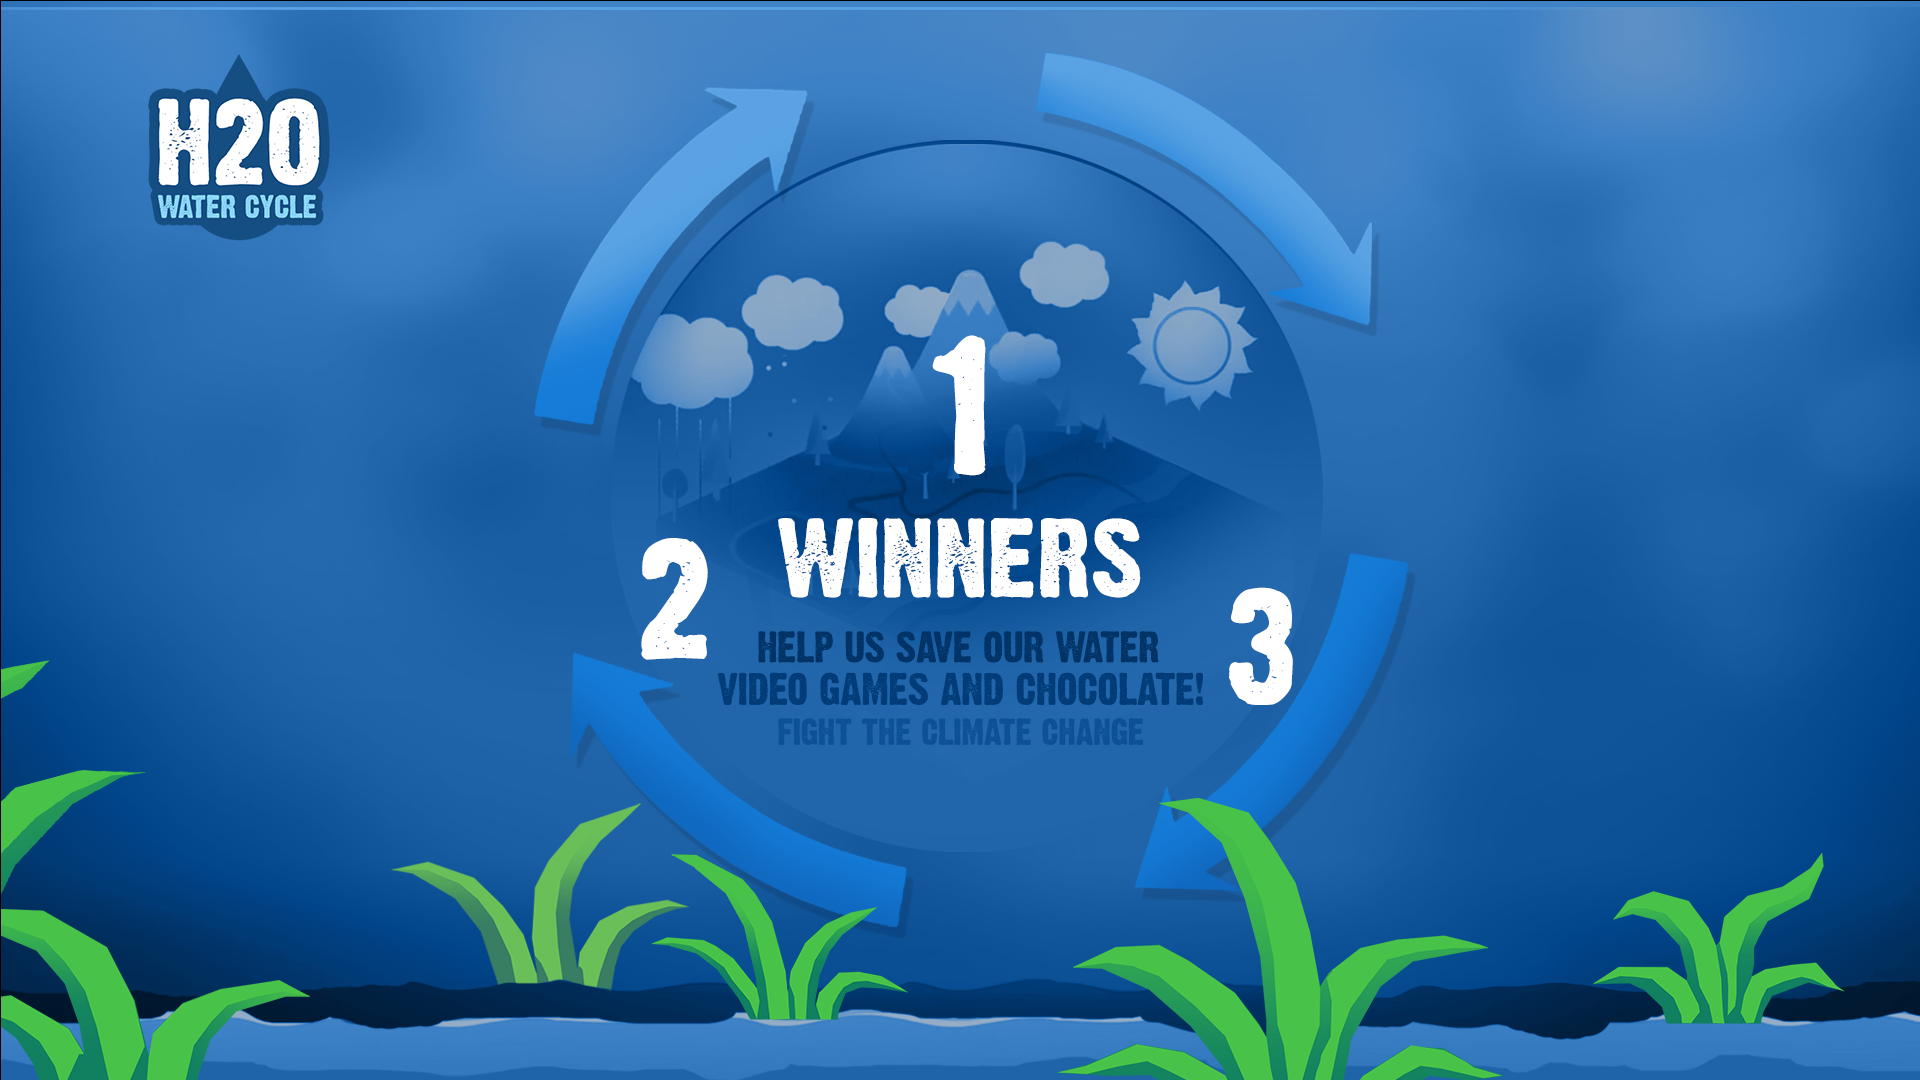 H2O
WATER CYCLE
1
WINNERS
2
3
HELP US SAVE OUR WATER
VIDEO GAMES AND CHOCOLATE!
FIGHT THE CLIMATE CHANGE